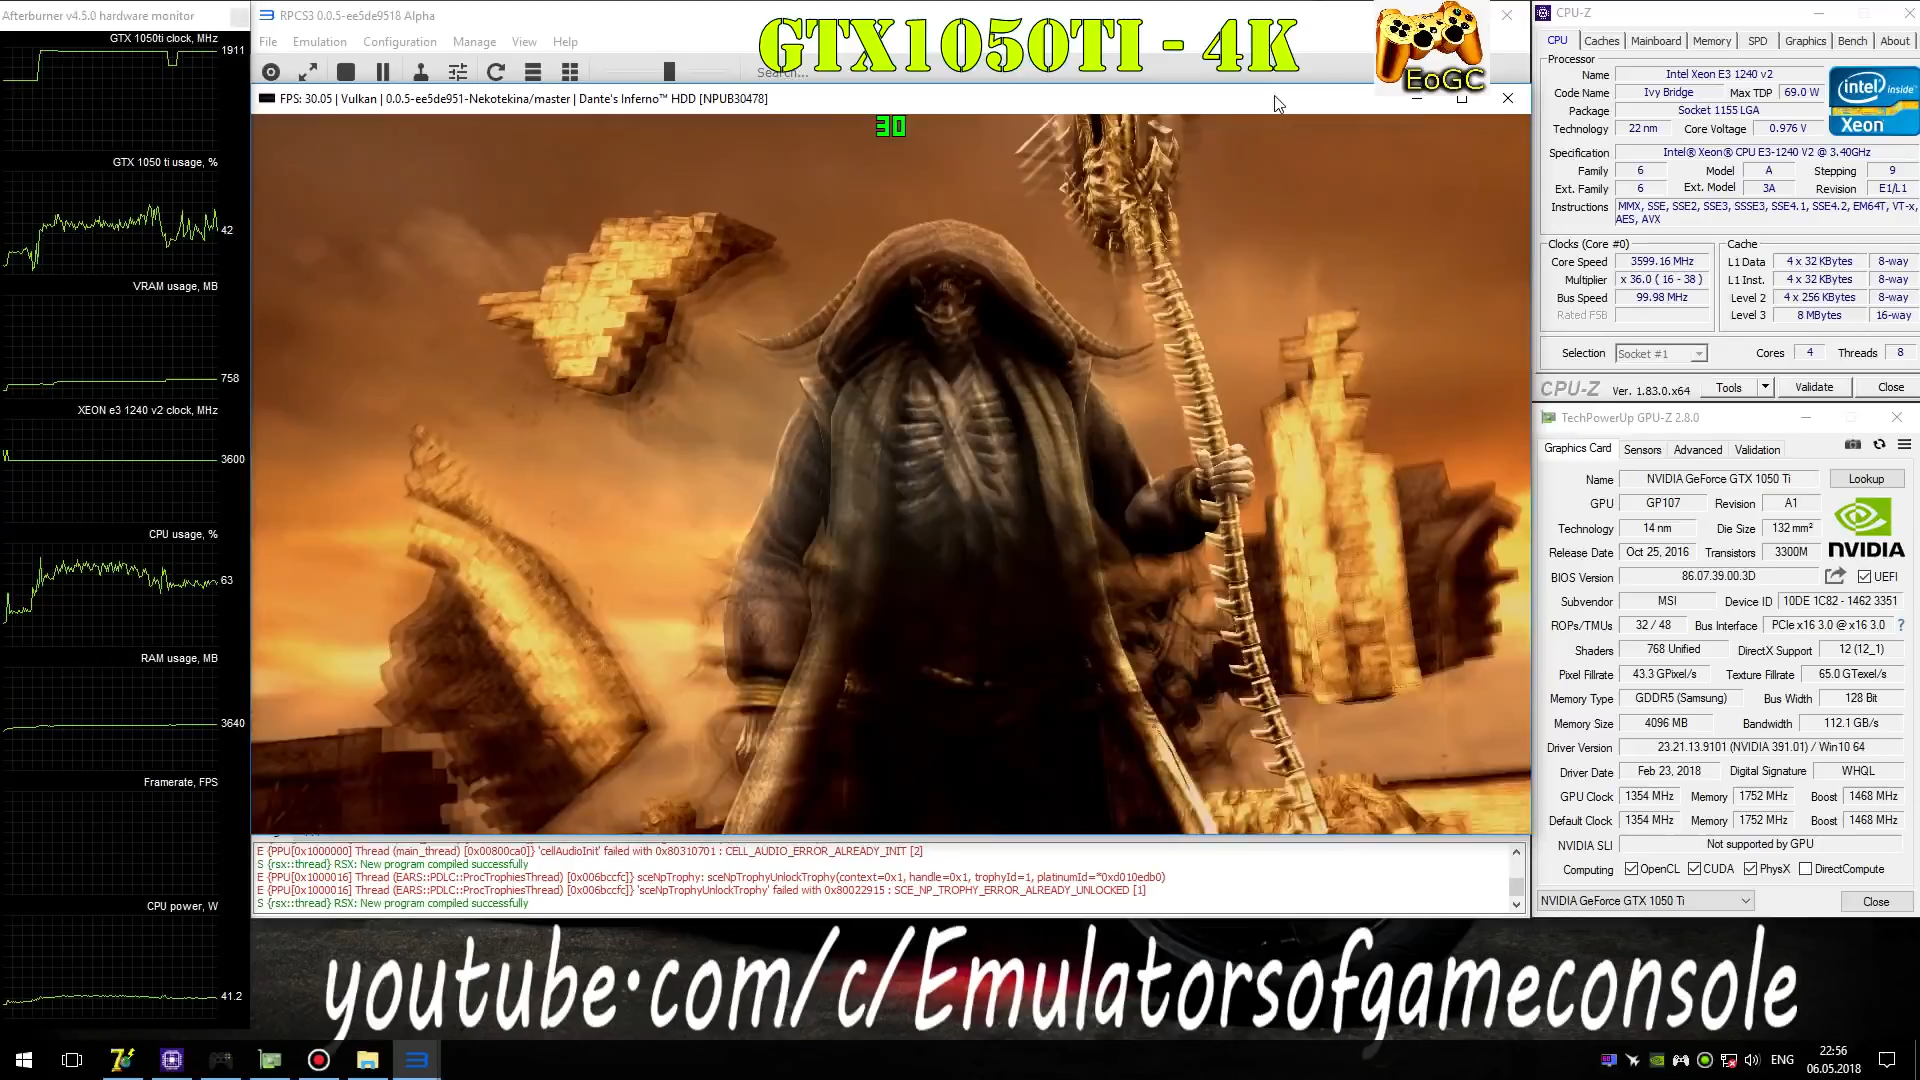 Afterburner v4.5.0 hardware monitor
GTX 1050ti clock, MHz
1911
GTX 1050 ti usage, %
42
VRAM usage, MB
758
XEON e3 1240 v2 clock, MHz
3600
CPU usage, %
63
RAM usage, MB
3640
Framerate, FPS
CPU power, W
41.2
RPCS3 0.0.5-ee5de9518 Alpha
File Emulation Configuration Manage View Help
Search...
GTX1050TI - 4K
EoGC
FPS: 30.05 | Vulkan | 0.0.5-ee5de951-Nekotekina/master | Dante's Inferno™ HDD [NPUB30478]
30
E {PPU[0x1000000] Thread (main_thread) [0x00800ca0]} 'cellAudioInit' failed with 0x80310701 : CELL_AUDIO_ERROR_ALREADY_INIT [2]
S {rsx::thread} RSX: New program compiled successfully
E {PPU[0x1000016] Thread (EARS::PDLC::ProcTrophiesThread) [0x006bccfc]} sceNpTrophy: sceNpTrophyUnlockTrophy(context=0x1, handle=0x1, trophyId=1, platinumId=*0xd010edb0)
E {PPU[0x1000016] Thread (EARS::PDLC::ProcTrophiesThread) [0x006bccfc]} 'sceNpTrophyUnlockTrophy' failed with 0x80022915 : SCE_NP_TROPHY_ERROR_ALREADY_UNLOCKED [1]
S {rsx::thread} RSX: New program compiled successfully
youtube.com/c/Emulatorsofgameconsole
CPU-Z
CPU Caches Mainboard Memory SPD Graphics Bench About
Processor
Name Intel Xeon E3 1240 v2
Code Name Ivy Bridge Max TDP 69.0 W
Package Socket 1155 LGA
Technology 22 nm Core Voltage 0.976 V
intel inside™
Xeon
Specification Intel® Xeon® CPU E3-1240 V2 @ 3.40GHz
Family 6 Model A Stepping 9
Ext. Family 6 Ext. Model 3A Revision E1/L1
Instructions MMX, SSE, SSE2, SSE3, SSSE3, SSE4.1, SSE4.2, EM64T, VT-x,
AES, AVX
Clocks (Core #0)
Core Speed 3599.16 MHz
Multiplier x 36.0 ( 16 - 38 )
Bus Speed 99.98 MHz
Rated FSB
Cache
L1 Data 4 x 32 KBytes 8-way
L1 Inst. 4 x 32 KBytes 8-way
Level 2 4 x 256 KBytes 8-way
Level 3 8 MBytes 16-way
Selection Socket #1 Cores 4 Threads 8
CPU-Z Ver. 1.83.0.x64 Tools Validate Close
TechPowerUp GPU-Z 2.8.0
Graphics Card Sensors Advanced Validation
Name NVIDIA GeForce GTX 1050 Ti Lookup
GPU GP107 Revision A1
Technology 14 nm Die Size 132 mm²
Release Date Oct 25, 2016 Transistors 3300M
NVIDIA
BIOS Version 86.07.39.00.3D UEFI
Subvendor MSI Device ID 10DE 1C82 - 1462 3351
ROPs/TMUs 32 / 48 Bus Interface PCIe x16 3.0 @ x16 3.0 ?
Shaders 768 Unified DirectX Support 12 (12_1)
Pixel Fillrate 43.3 GPixel/s Texture Fillrate 65.0 GTexel/s
Memory Type GDDR5 (Samsung) Bus Width 128 Bit
Memory Size 4096 MB Bandwidth 112.1 GB/s
Driver Version 23.21.13.9101 (NVIDIA 391.01) / Win10 64
Driver Date Feb 23, 2018 Digital Signature WHQL
GPU Clock 1354 MHz Memory 1752 MHz Boost 1468 MHz
Default Clock 1354 MHz Memory 1752 MHz Boost 1468 MHz
NVIDIA SLI Not supported by GPU
Computing OpenCL CUDA PhysX DirectCompute
NVIDIA GeForce GTX 1050 Ti Close
ENG
22:56
06.05.2018